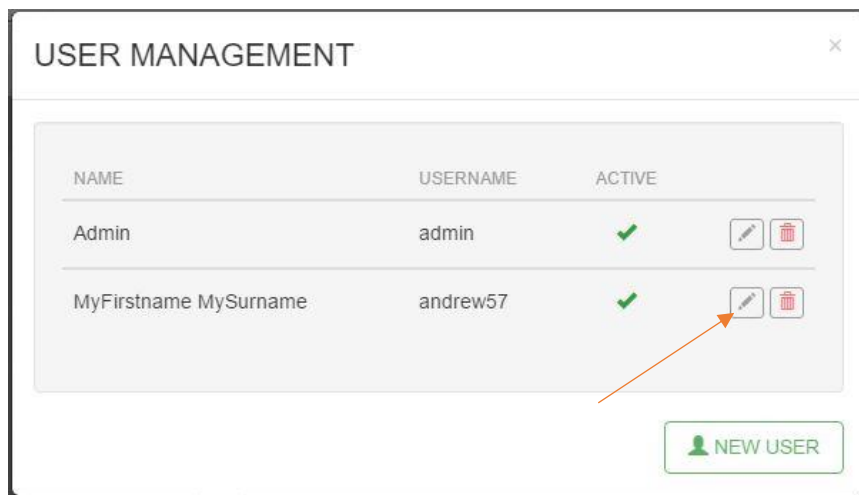 USER MANAGEMENT
NAME USERNAME ACTIVE
Admin admin
MyFirstname MySurname andrew57
NEW USER